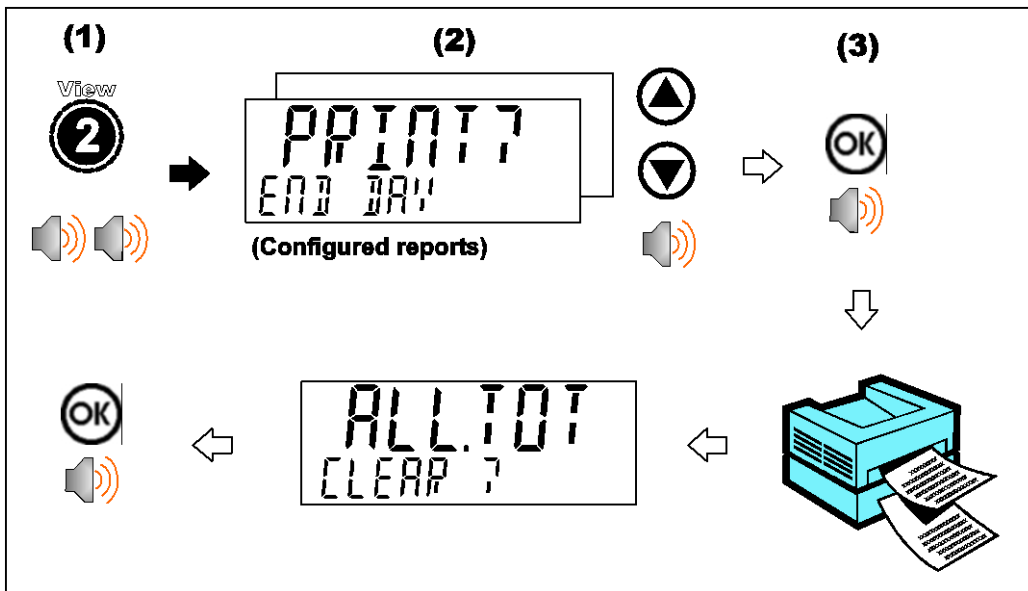 (1)
(2)
(3)
View
2
PRINT?
END DAY
(Configured reports)
OK
OK
ALL.TOT
CLEAR ?